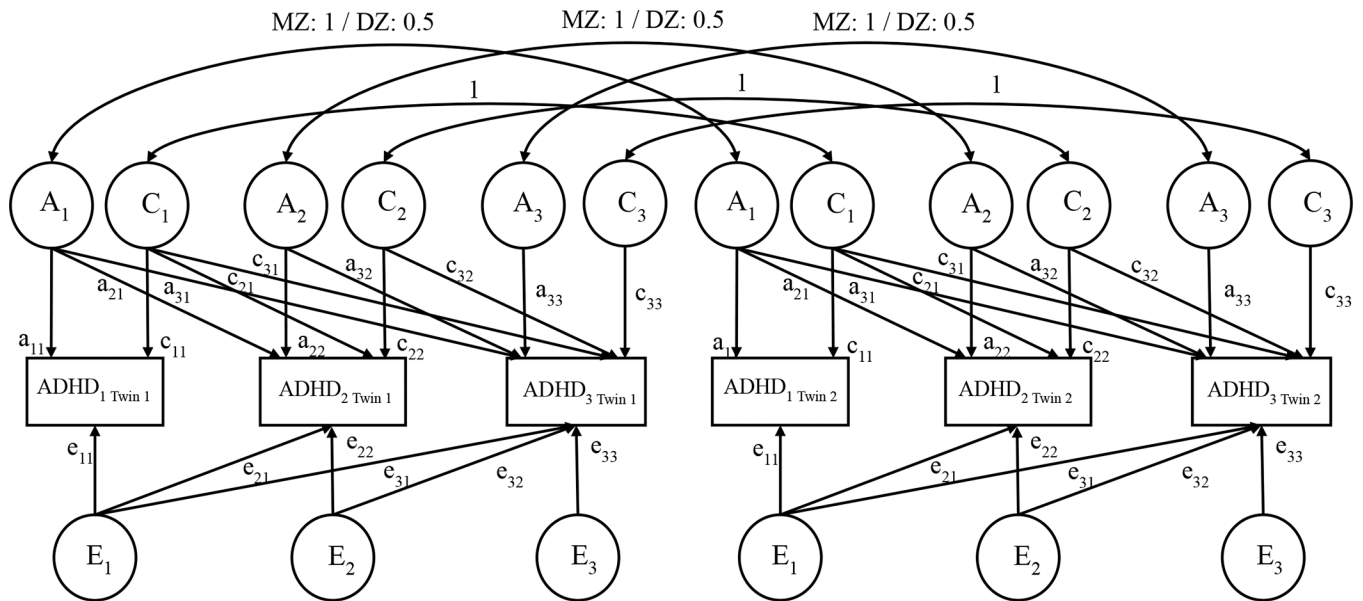 MZ: 1 / DZ: 0.5 MZ: 1 / DZ: 0.5 MZ: 1 / DZ: 0.5
1 1 1
A1 C1 A2 C2 A3 C3 A1 C1 A2 C2 A3 C3
a21 a31 c21 c31 a32 c32 a33 c33 a21 a31 c21 c31 a32 c32 a33 c33
a11 c11 a22 c22 a1 c11 a22 c22
ADHD1 Twin 1 ADHD2 Twin 1 ADHD3 Twin 1 ADHD1 Twin 2 ADHD2 Twin 2 ADHD3 Twin 2
e11 e22 e33 e11 e22 e33
e21 e31 e32 e21 e31 e32
E1 E2 E3 E1 E2 E3